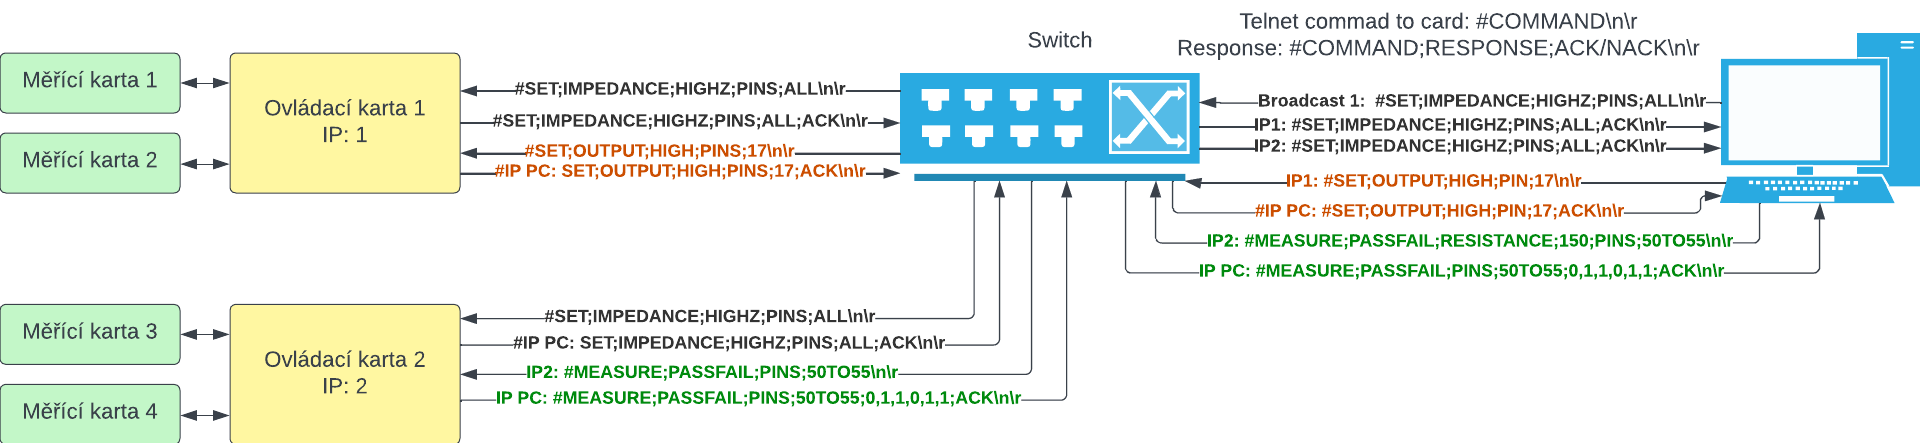 Telnet commad to card: #COMMAND\n\r
Response: #COMMAND;RESPONSE;ACK/NACK\n\r
Switch
Měřící karta 1
Měřící karta 2
Ovládací karta 1
IP: 1
#SET;IMPEDANCE;HIGHZ;PINS;ALL\n\r
#SET;IMPEDANCE;HIGHZ;PINS;ALL;ACK\n\r
#SET;OUTPUT;HIGH;PINS;17\n\r
#IP PC: SET;OUTPUT;HIGH;PINS;17;ACK\n\r
Broadcast 1:  #SET;IMPEDANCE;HIGHZ;PINS;ALL\n\r
IP1: #SET;IMPEDANCE;HIGHZ;PINS;ALL;ACK\n\r
IP2: #SET;IMPEDANCE;HIGHZ;PINS;ALL;ACK\n\r
IP1: #SET;OUTPUT;HIGH;PIN;17\n\r
#IP PC: #SET;OUTPUT;HIGH;PIN;17;ACK\n\r
IP2: #MEASURE;PASSFAIL;RESISTANCE;150;PINS;50TO55\n\r
IP PC: #MEASURE;PASSFAIL;PINS;50TO55;0,1,1,0,1,1;ACK\n\r
Měřící karta 3
Měřící karta 4
Ovládací karta 2
IP: 2
#SET;IMPEDANCE;HIGHZ;PINS;ALL\n\r
#IP PC: SET;IMPEDANCE;HIGHZ;PINS;ALL;ACK\n\r
IP2: #MEASURE;PASSFAIL;PINS;50TO55\n\r
IP PC: #MEASURE;PASSFAIL;PINS;50TO55;0,1,1,0,1,1;ACK\n\r